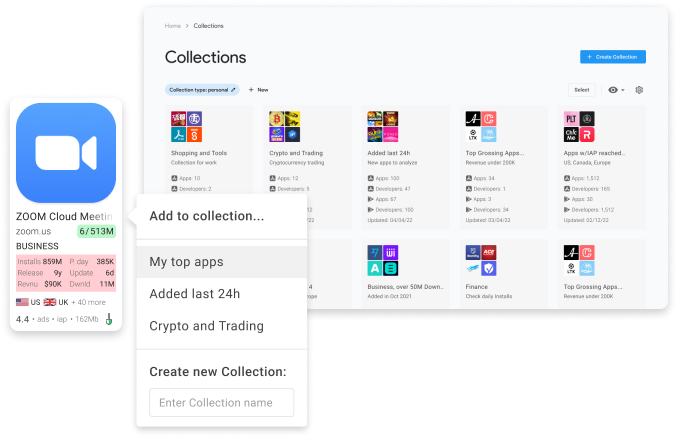 Home > Collections
Collections
+ Create Collection
Collection type: personal
+ New
Select
Shopping and Tools
Collection for work
Apps: 10
Developers: 2
Crypto and Trading
Cryptocurrency trading
Apps: 12
Developers: 5
Added last 24h
New apps to analyze
Apps: 100
Developers: 47
Apps: 67
Developers: 100
Updated: 04/04/22
Top Grossing Apps...
Revenue under 200K
Apps: 34
Developers: 1
Apps: 3
Developers: 34
Updated: 03/04/22
Apps w/IAP reached..
US, Canada, Europe
Apps: 1,512
Developers: 165
Apps: 30
Developers: 1,512
Updated: 02/12/22
Business, over 50M Down..
Added in Oct 2021
Finance
Check daily Installs
Top Grossing Apps...
Revenue under 200K
ZOOM Cloud Meetin
zoom.us
6/513M
BUSINESS
Installs 859M P day 385K
Release 9y Update 6d
Revnu $90K Dwnld 11M
US UK + 40 more
4.4 • ads • iap • 162Mb
Add to collection...
My top apps
Added last 24h
Crypto and Trading
Create new Collection:
Enter Collection name